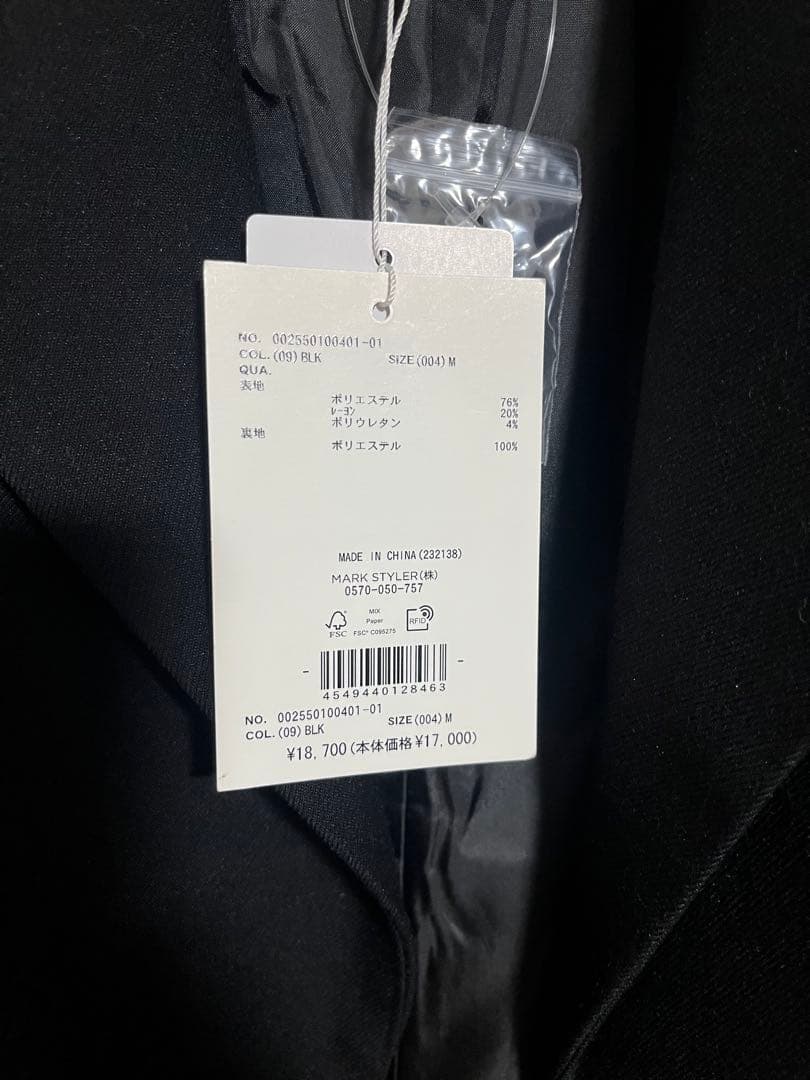 NO. 002550100401-01
COL.(09)BLK SIZE(004)M
QUA.
表地
ポリエステル 76%
レーヨン 20%
ポリウレタン 4%
裏地
ポリエステル 100%
MADE IN CHINA(232138)
MARK STYLER(株)
0570-050-757
FSC
MIX
Paper
FSC® C095275
RFID
4549440128463
NO. 002550100401-01
COL.(09)BLK SIZE(004)M
¥18,700(本体価格¥17,000)